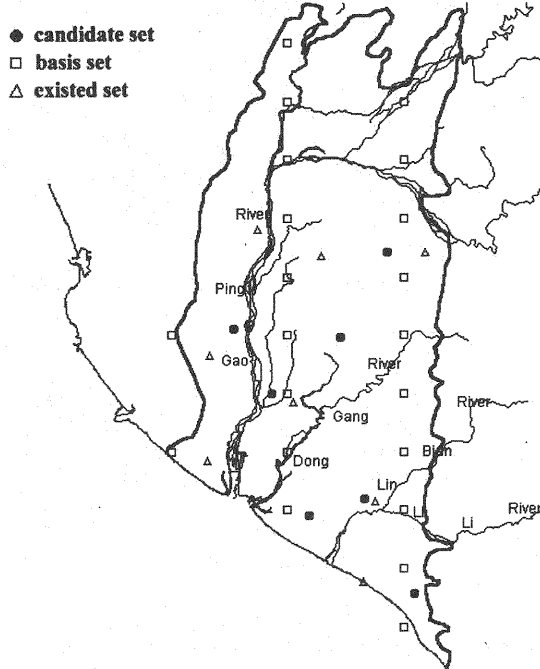 candidate set
basis set
existed set
River
Ping
Gao
River
Gang
River
Dong
Bian
Lin
Li
Li
River